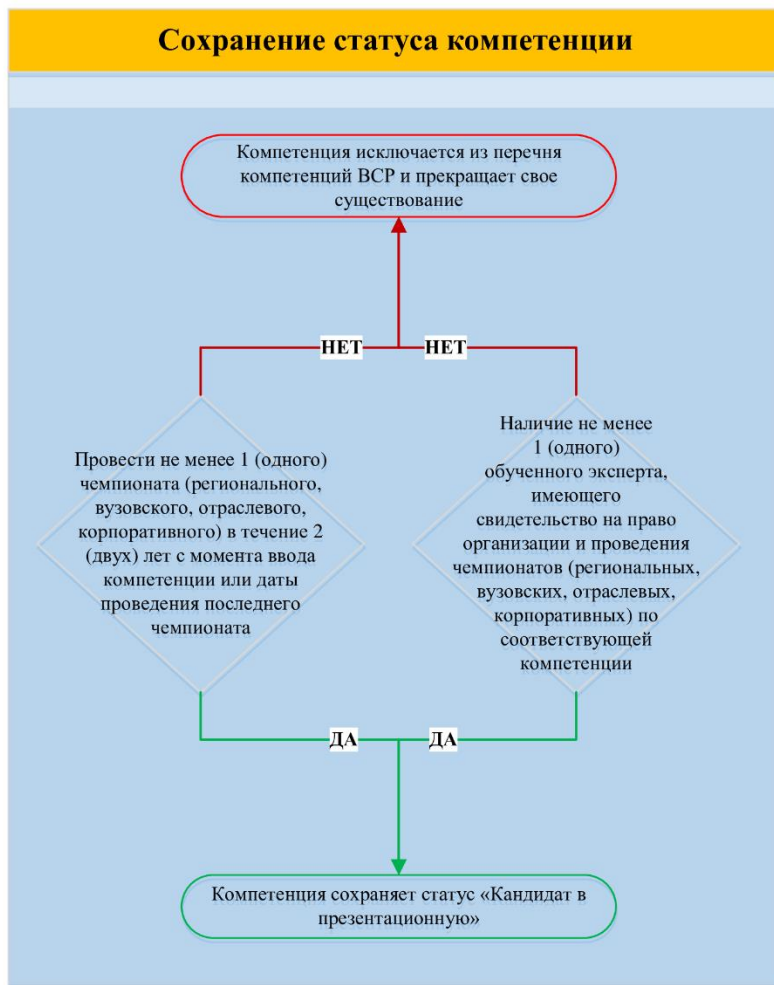 Сохранение статуса компетенции
Компетенция исключается из перечня
компетенций ВСР и прекращает свое
существование
НЕТ
НЕТ
Провести не менее 1 (одного)
чемпионата (регионального,
вузовского, отраслевого,
корпоративного) в течение 2
(двух) лет с момента ввода
компетенции или даты
проведения последнего
чемпионата
Наличие не менее
1 (одного)
обученного эксперта,
имеющего
свидетельство на право
организации и проведения
чемпионатов (региональных,
вузовских, отраслевых,
корпоративных) по
соответствующей
компетенции
ДА
ДА
Компетенция сохраняет статус «Кандидат в
презентационную»